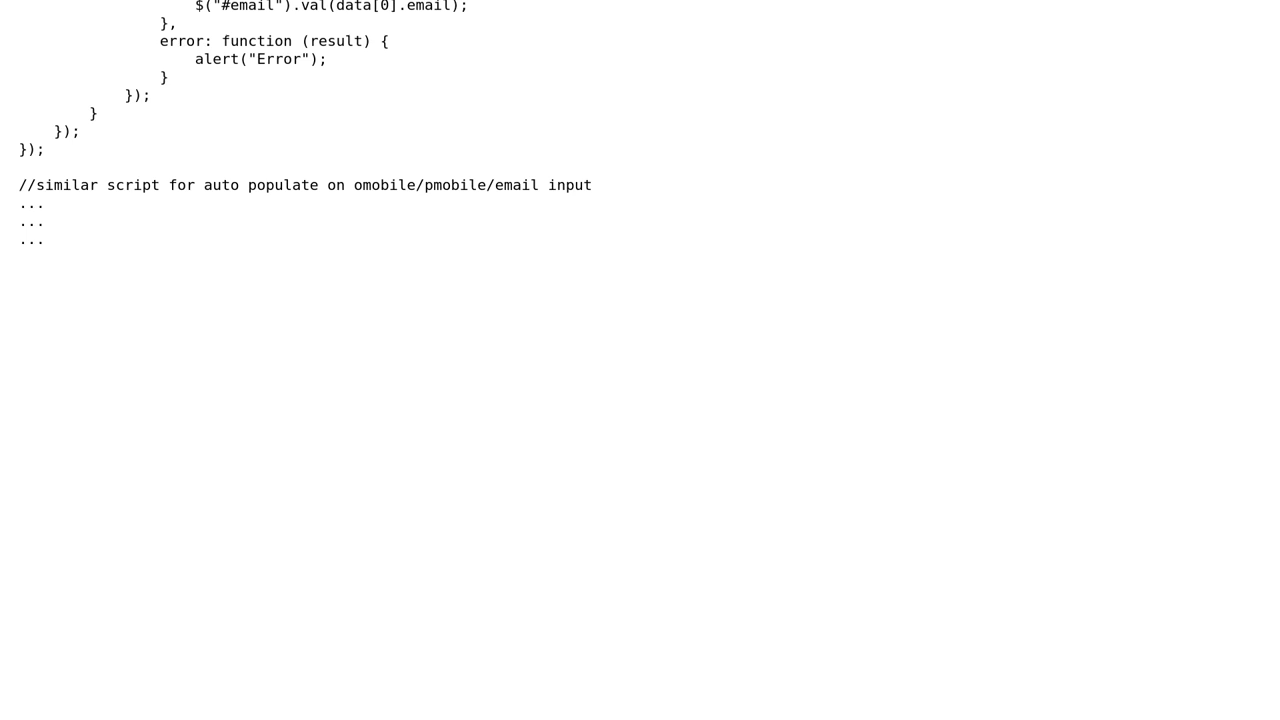 $("#email").val(data[0].email);
                },
                error: function (result) {
                    alert("Error");
                }
            });
        }
    });
});

//similar script for auto populate on omobile/pmobile/email input
...
...
...